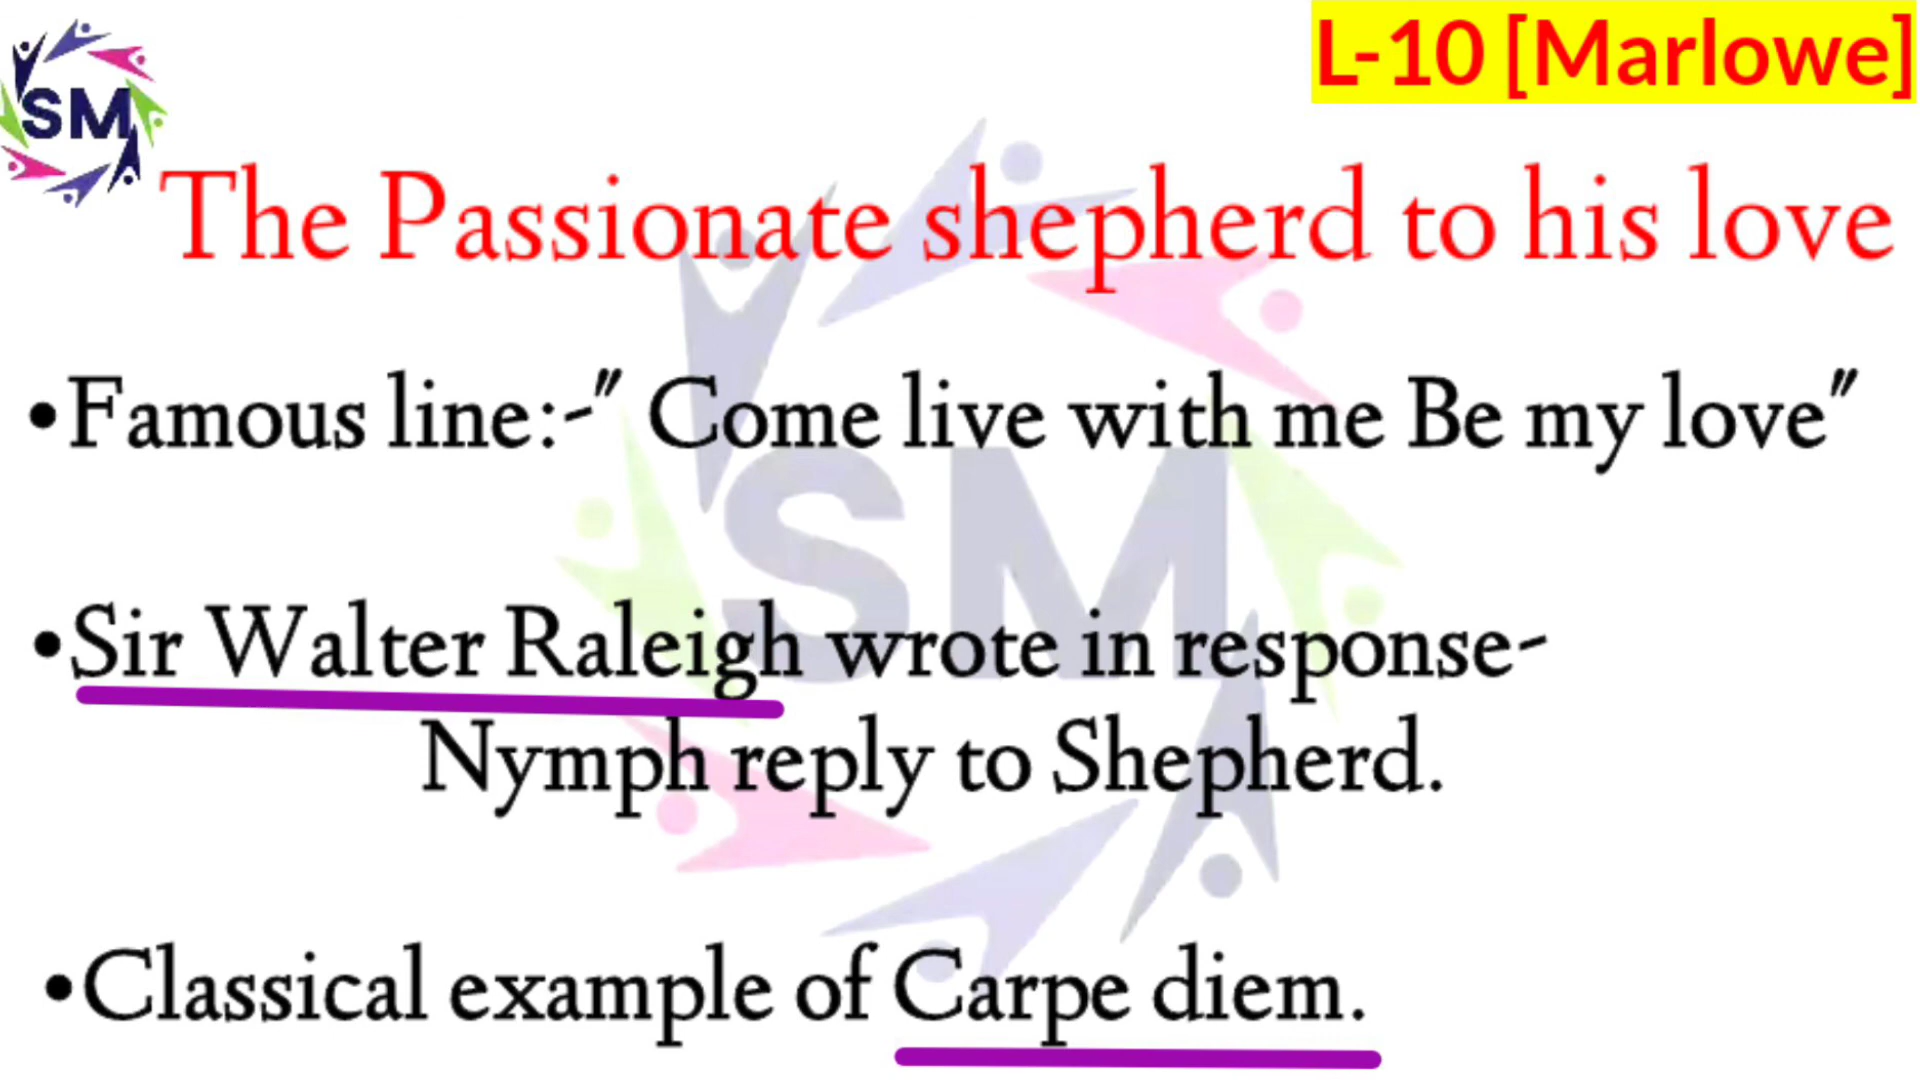 SM
L-10 [Marlowe]
The Passionate shepherd to his love
•Famous line:-" Come live with me Be my love"
•Sir Walter Raleigh wrote in response-
Nymph reply to Shepherd.
•Classical example of Carpe diem.
SM